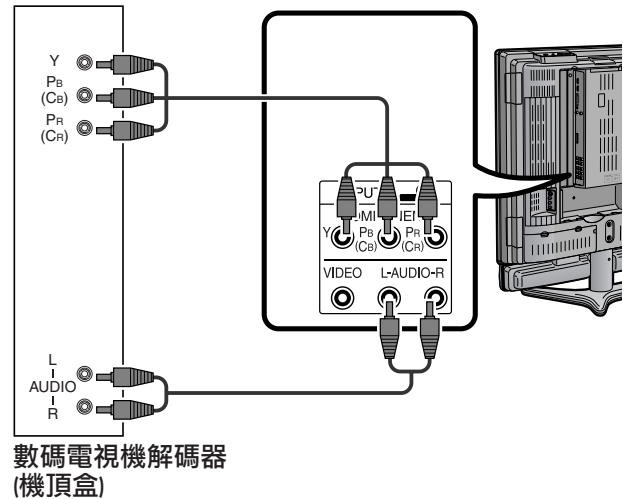 Y
PB
(CB)
PR
(CR)
Y PB PR
(CB) (CR)
VIDEO L-AUDIO-R
L
AUDIO
R
數碼電視機解碼器
(機頂盒)